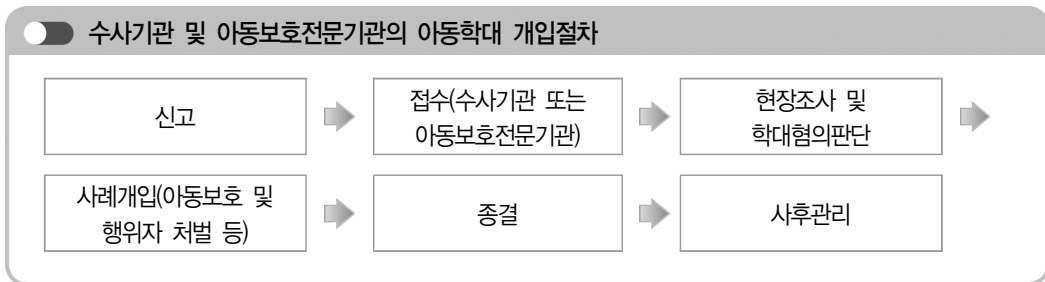 수사기관 및 아동보호전문기관의 아동학대 개입절차
신고
접수(수사기관 또는
아동보호전문기관)
현장조사 및
학대혐의판단
사례개입(아동보호 및
행위자 처벌 등)
종결
사후관리